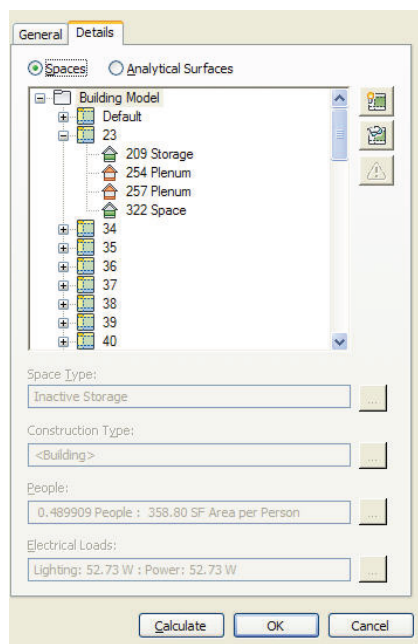 General Details
Spaces Analytical Surfaces
Building Model
Default
23
209 Storage
254 Plenum
257 Plenum
322 Space
34
35
36
37
38
39
40
Space Type:
Inactive Storage
...
Construction Type:
<Building>
...
People:
0.489909 People : 358.80 SF Area per Person
...
Electrical Loads:
Lighting: 52.73 W : Power: 52.73 W
...
Calculate OK Cancel